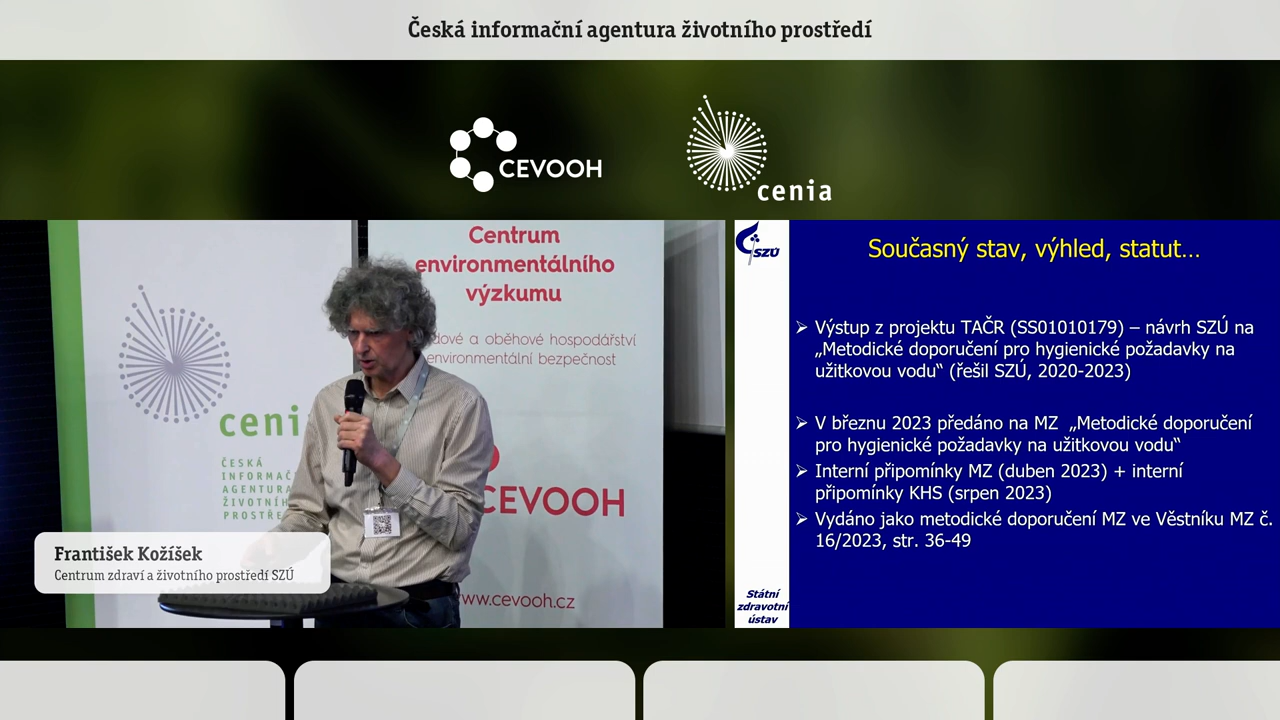 Česká informační agentura životního prostředí
CEVOOH
cenia
Centrum
environmentálního
výzkumu
dové a oběhové hospodářství
environmentální bezpečnost
ceni
ČESKÁ
INFORMAČ
AGENTURA
ŽIVOTNÍH
PROSTŘE
CEVOOH
www.cevooh.cz
František Kožíšek
Centrum zdraví a životního prostředí SZÚ
SZÚ
Současný stav, výhled, statut…
➢ Výstup z projektu TAČR (SS01010179) – návrh SZÚ na
„Metodické doporučení pro hygienické požadavky na
užitkovou vodu“ (řešil SZÚ, 2020-2023)
➢ V březnu 2023 předáno na MZ „Metodické doporučení
pro hygienické požadavky na užitkovou vodu“
➢ Interní připomínky MZ (duben 2023) + interní
připomínky KHS (srpen 2023)
➢ Vydáno jako metodické doporučení MZ ve Věstníku MZ č.
16/2023, str. 36-49
Státní
zdravotní
ústav